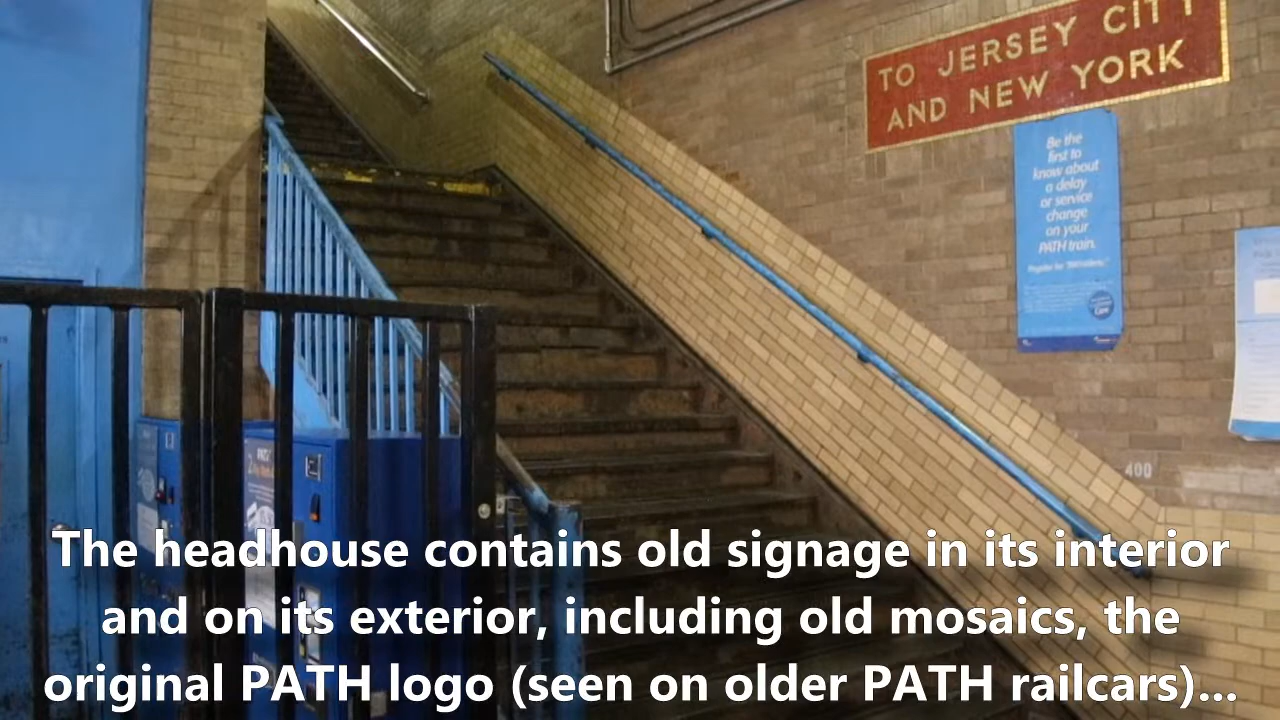 TO JERSEY CITY
AND NEW YORK
Be the
first to
know about
a delay
or service
change
on your
PATH train.
400
PATH
The headhouse contains old signage in its interior
and on its exterior, including old mosaics, the
original PATH logo (seen on older PATH railcars)...